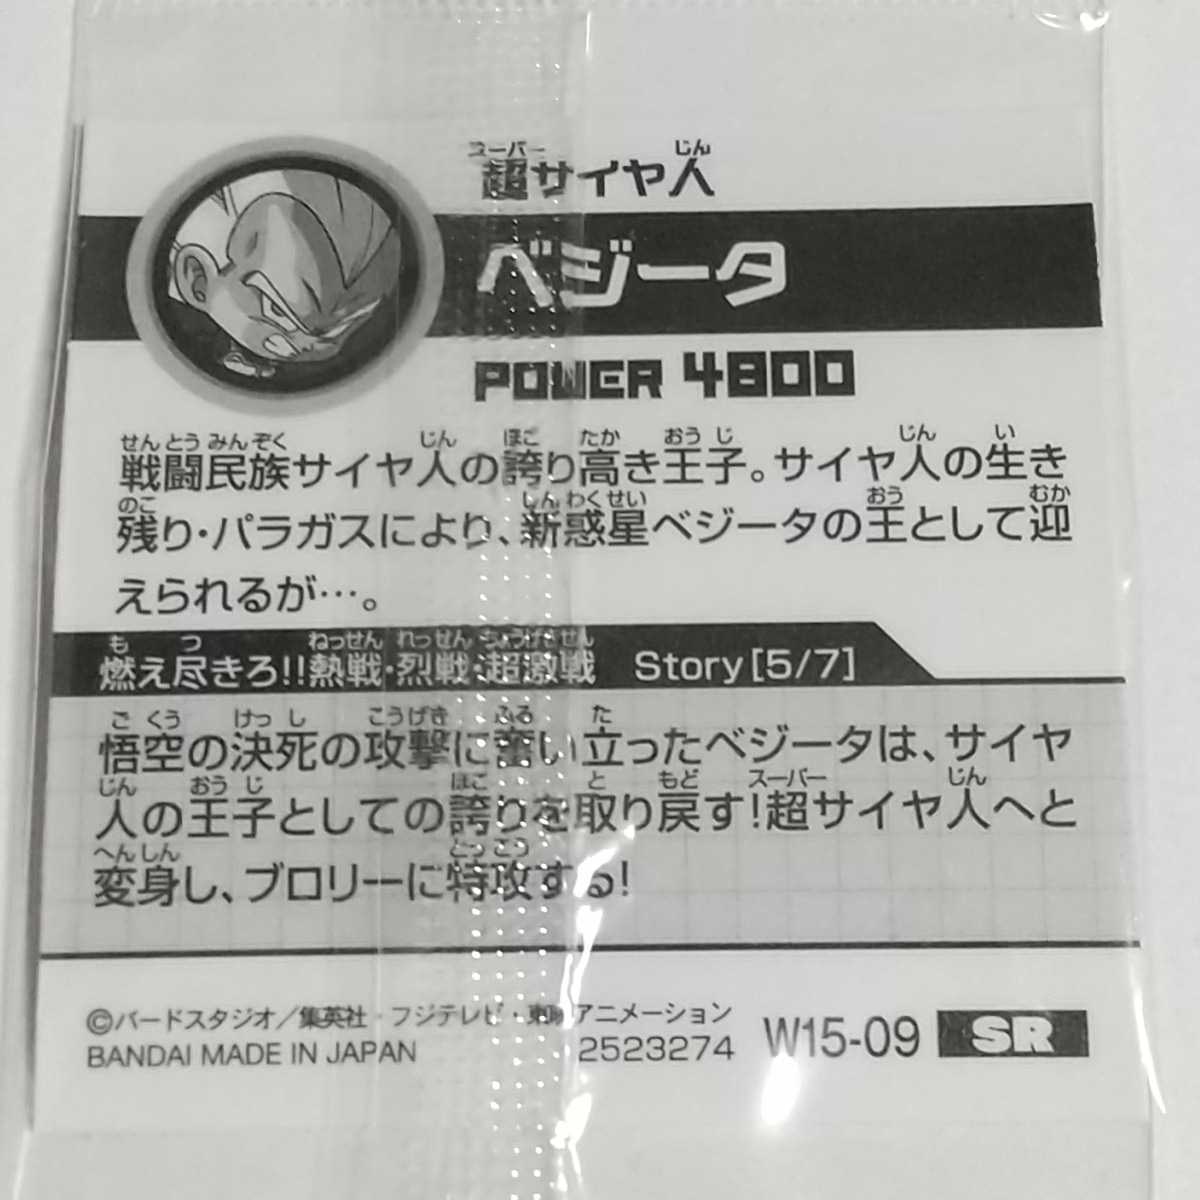 スーパー じん
超サイヤ人
ベジータ
POWER 4800
せんとうみんぞく じん ほこ たか おうじ じん い
戦闘民族サイヤ人の誇り高き王子。サイヤ人の生き
のこ しんわくせい おう むか
残り・パラガスにより、新惑星ベジータの王として迎
えられるが…。
も つ ねっせん れっせん ちょうげきせん
燃え尽きろ!!熱戦・烈戦・超激戦 Story[5/7]
ごくう けっし こうげき ふる た
悟空の決死の攻撃に奮い立ったベジータは、サイヤ
じん おうじ ほこ と もど スーパー じん
人の王子としての誇りを取り戻す!超サイヤ人へと
へんしん とっこう
変身し、ブロリーに特攻する!
©バードスタジオ／集英社・フジテレビ・東映アニメーション
BANDAI MADE IN JAPAN 2523274 W15-09 SR